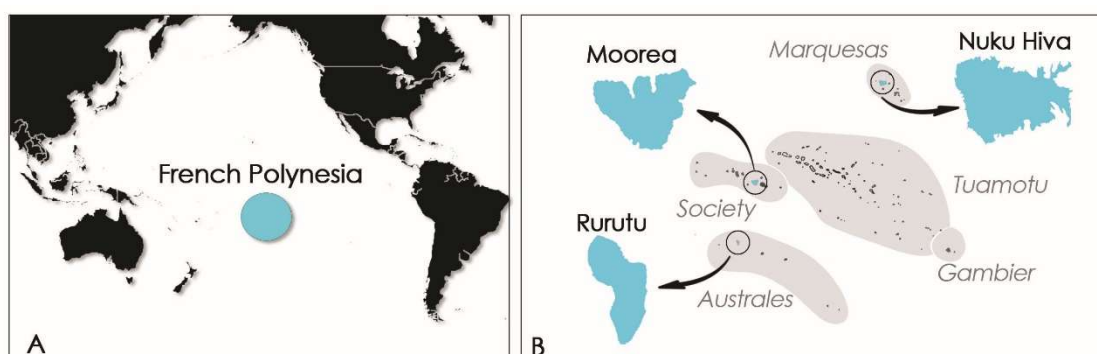 French Polynesia
A
Marquesas
Nuku Hiva
Moorea
Tuamotu
Society
Rurutu
Gambier
Australes
B